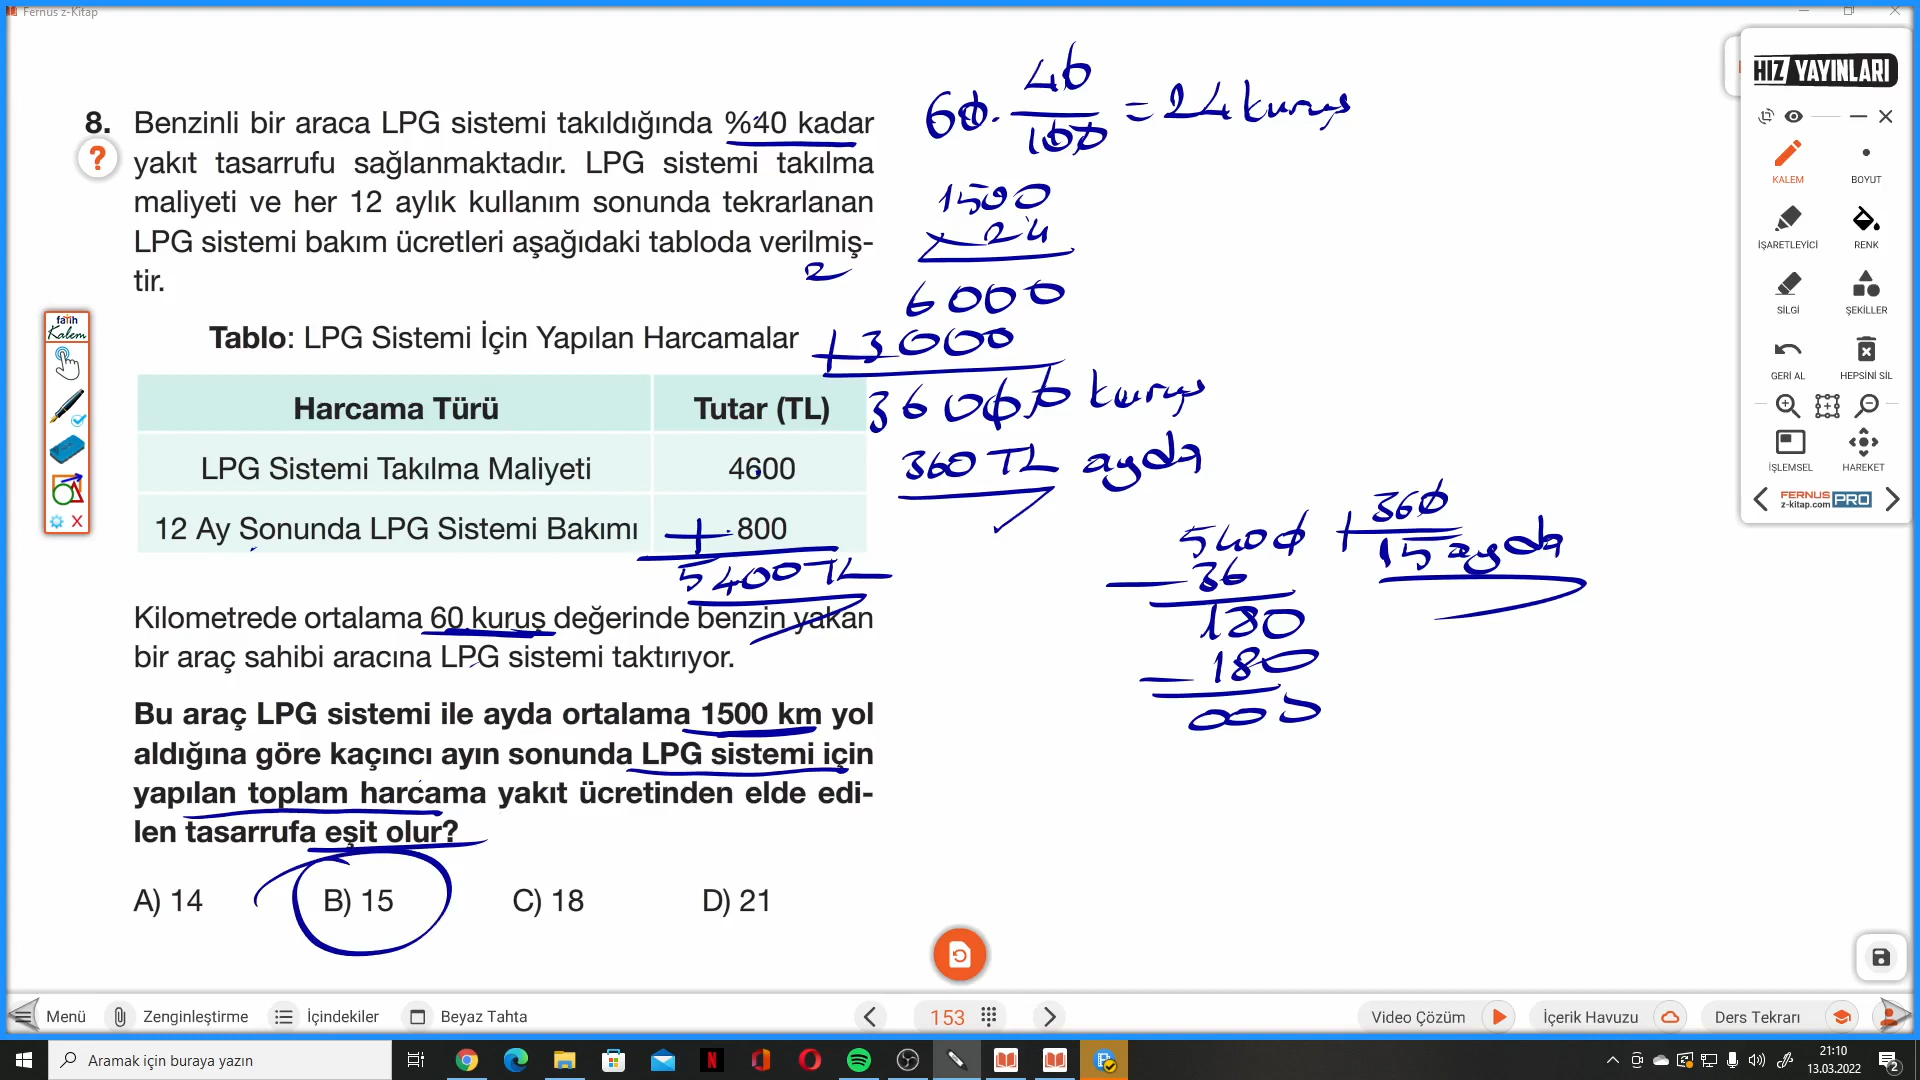 Fernus z-Kitap
8. Benzinli bir araca LPG sistemi takıldığında %40 kadar
yakıt tasarrufu sağlanmaktadır. LPG sistemi takılma
maliyeti ve her 12 aylık kullanım sonunda tekrarlanan
LPG sistemi bakım ücretleri aşağıdaki tabloda verilmiş-
tir.
?
2
Tablo: LPG Sistemi İçin Yapılan Harcamalar
Harcama Türü Tutar (TL)
LPG Sistemi Takılma Maliyeti 4600
12 Ay Sonunda LPG Sistemi Bakımı + 800
5400 TL
Kilometrede ortalama 60 kuruş değerinde benzin yakan
bir araç sahibi aracına LPG sistemi taktırıyor.
Bu araç LPG sistemi ile ayda ortalama 1500 km yol
aldığına göre kaçıncı ayın sonunda LPG sistemi için
yapılan toplam harcama yakıt ücretinden elde edi-
len tasarrufa eşit olur?
A) 14 B) 15 C) 18 D) 21
60 . 40/100 = 24 kuruş
1500
x 24
6000
+ 3000
36000 kuruş
360 TL ayda
5400 360
- 36 15 ayda
180
- 180
000
fatih
Kalem
HIZ YAYINLARI
KALEM BOYUT
İŞARETLEYİCİ RENK
SİLGİ ŞEKİLLER
GERİ AL HEPSİNİ SİL
İŞLEMSEL HAREKET
FERNUS PRO
z-kitap.com
Menü Zenginleştirme İçindekiler Beyaz Tahta 153 Video Çözüm İçerik Havuzu Ders Tekrarı
Aramak için buraya yazın
21:10
13.03.2022
2